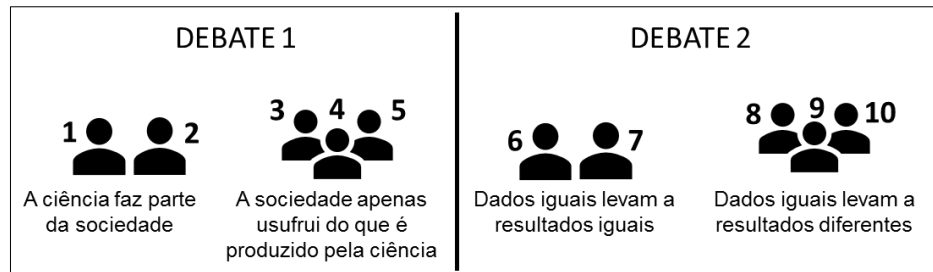 DEBATE 1
1 2
3 4 5
A ciência faz parte
da sociedade
A sociedade apenas
usufrui do que é
produzido pela ciência
DEBATE 2
6 7
8 9 10
Dados iguais levam a
resultados iguais
Dados iguais levam a
resultados diferentes